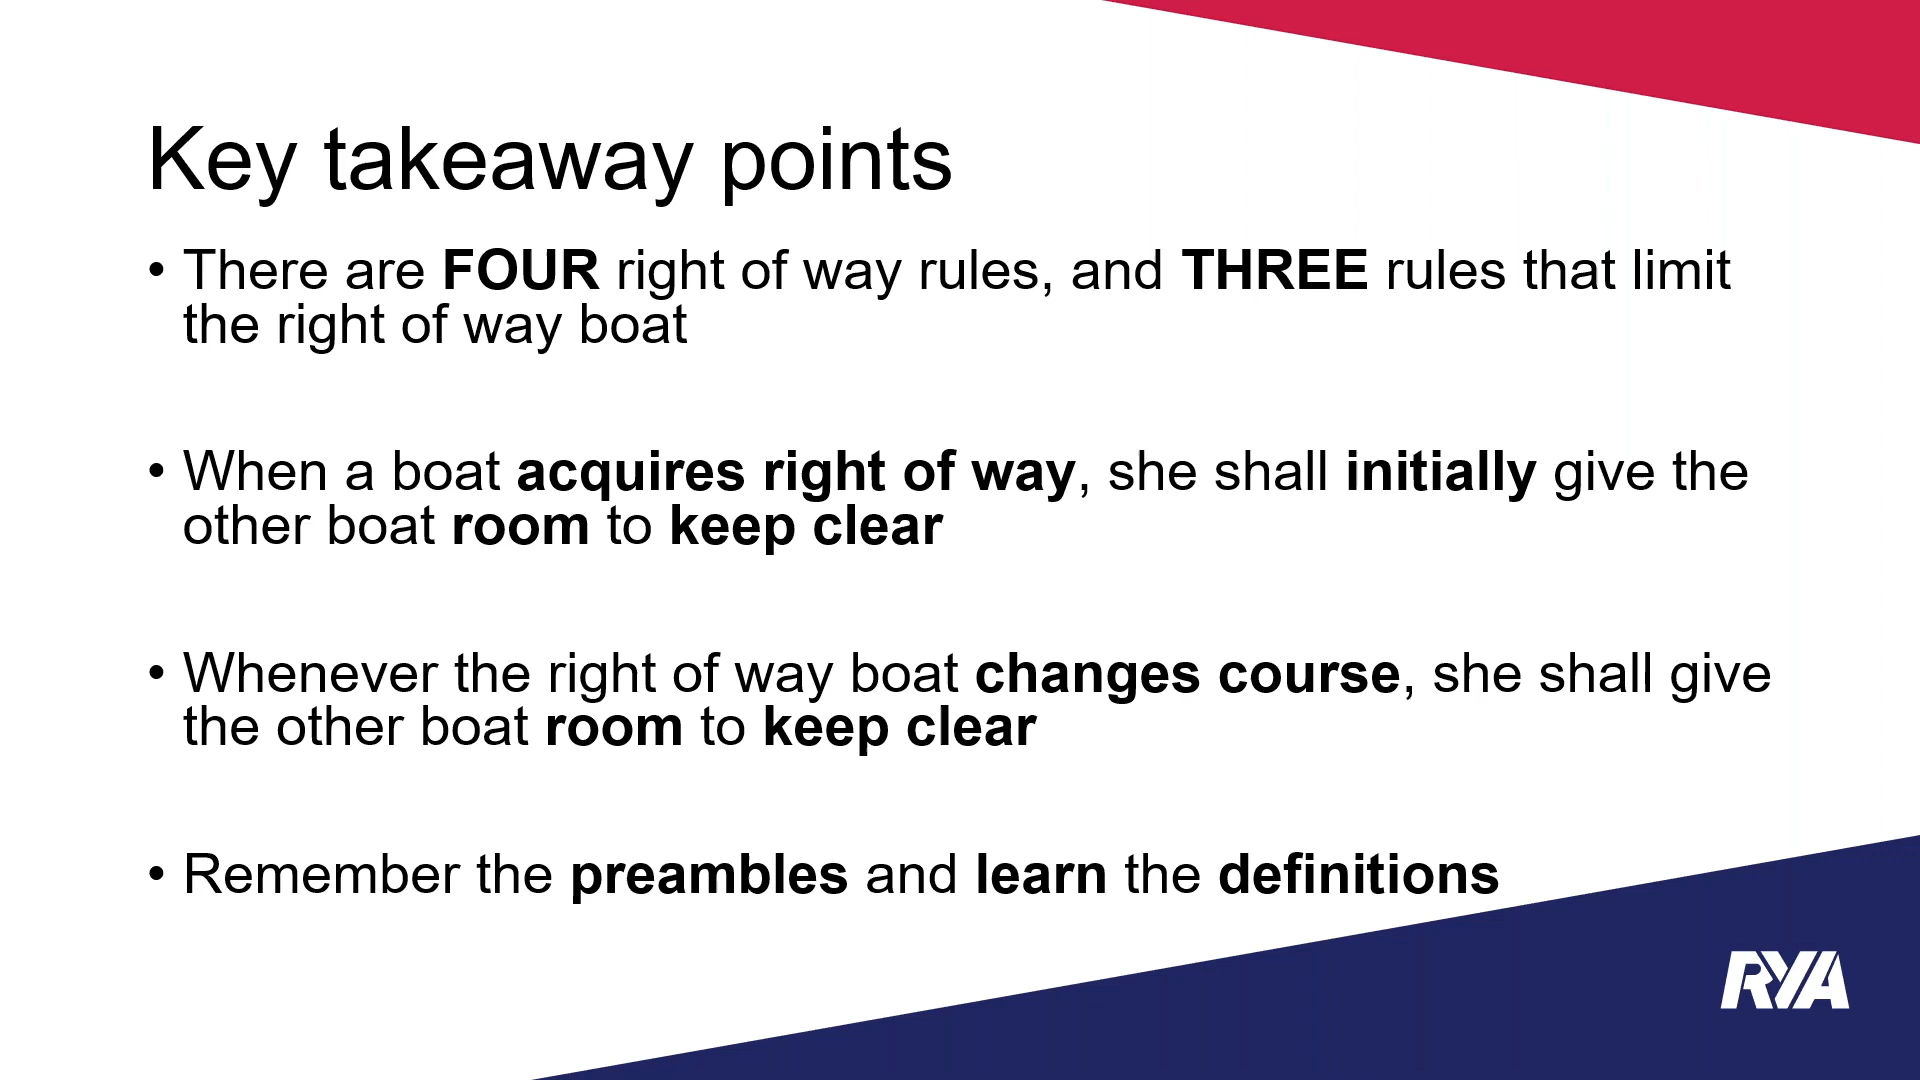 Key takeaway points
• There are FOUR right of way rules, and THREE rules that limit
the right of way boat
• When a boat acquires right of way, she shall initially give the
other boat room to keep clear
• Whenever the right of way boat changes course, she shall give
the other boat room to keep clear
• Remember the preambles and learn the definitions
RYA